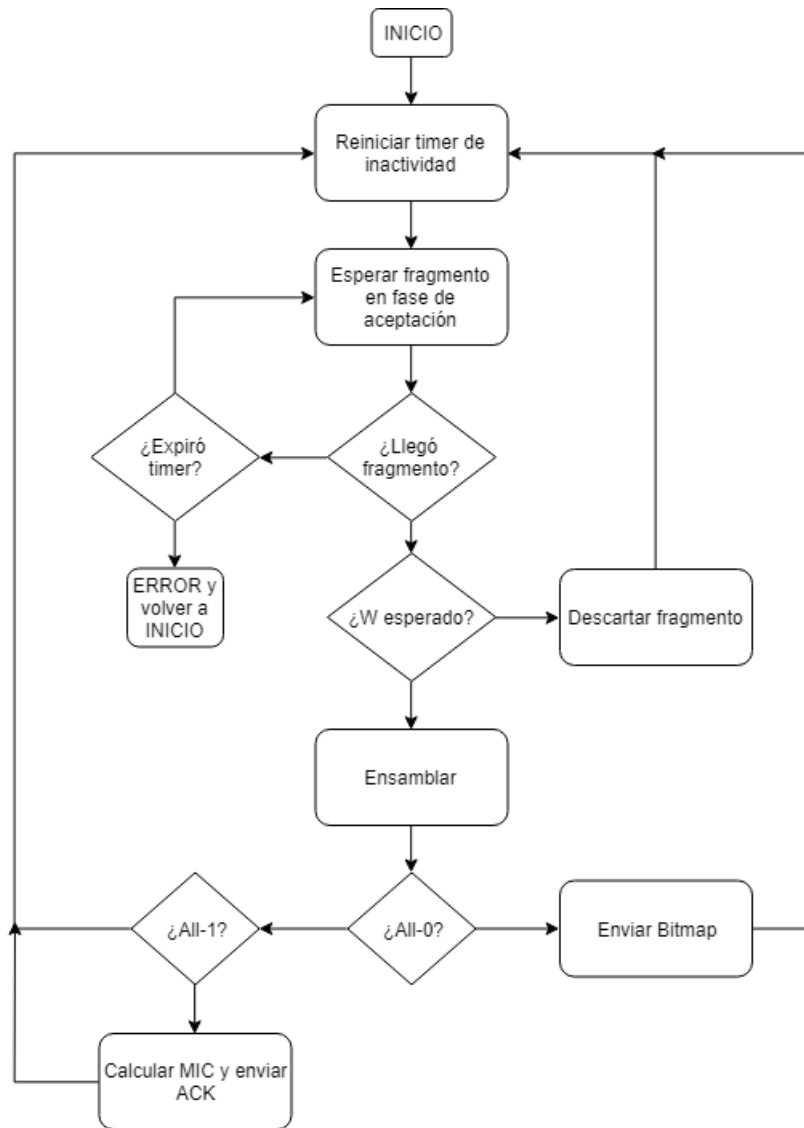 INICIO
Reiniciar timer de
inactividad
Esperar fragmento
en fase de
aceptación
¿Expiró
timer?
¿Llegó
fragmento?
ERROR y
volver a
INICIO
¿W esperado?
Descartar fragmento
Ensamblar
¿All-1?
¿All-0?
Enviar Bitmap
Calcular MIC y enviar
ACK